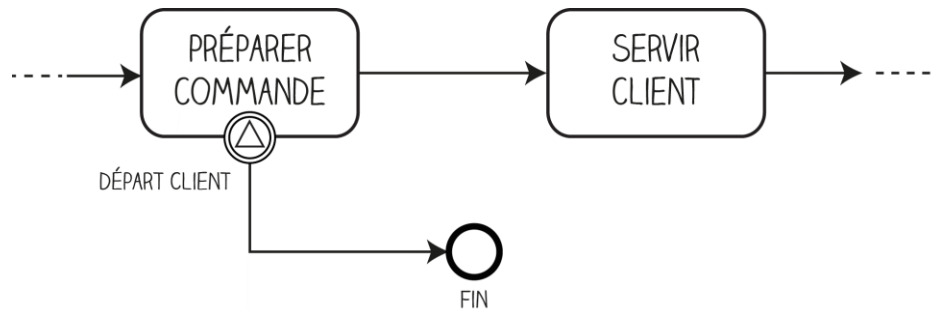 PRÉPARER
COMMANDE
SERVIR
CLIENT
DÉPART CLIENT
FIN